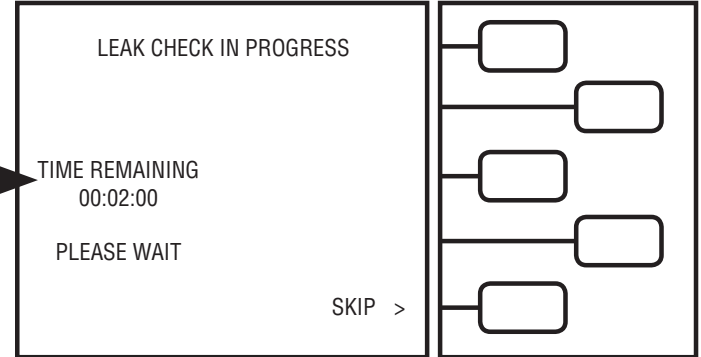 LEAK CHECK IN PROGRESS
TIME REMAINING
00:02:00
PLEASE WAIT
SKIP >